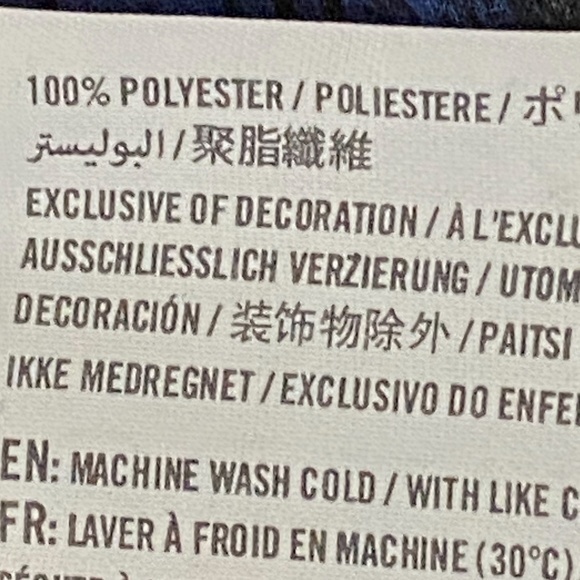 100% POLYESTER / POLIESTERE / ポ
البوليستر / 聚脂纖維
EXCLUSIVE OF DECORATION / À L'EXCLU
AUSSCHLIESSLICH VERZIERUNG / UTOM
DECORACIÓN / 装饰物除外 / PAITSI
IKKE MEDREGNET / EXCLUSIVO DO ENFE
EN: MACHINE WASH COLD / WITH LIKE C
FR: LAVER À FROID EN MACHINE (30°C)